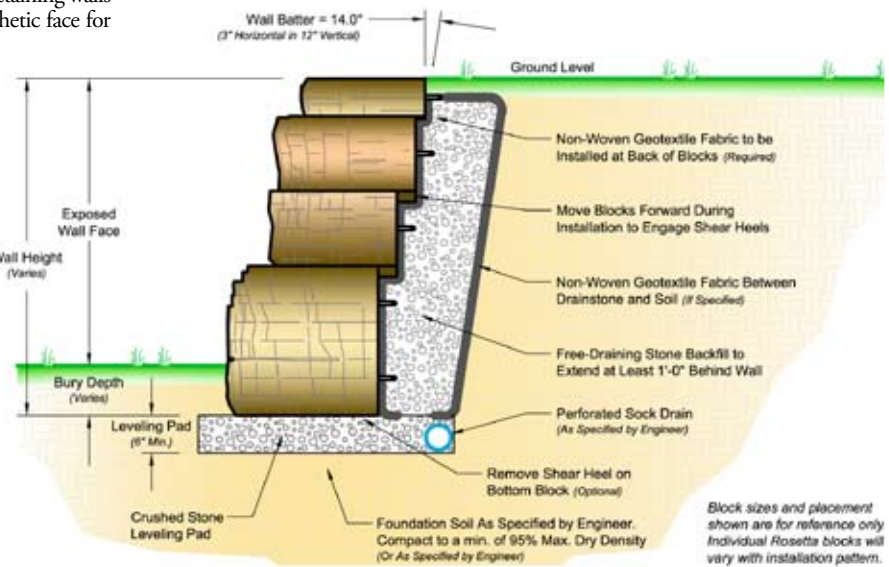 etaining walls
hetic face for
Wall Batter = 14.0°
(3" Horizontal in 12" Vertical)
Ground Level
Non-Woven Geotextile Fabric to be
Installed at Back of Blocks (Required)
Move Blocks Forward During
Installation to Engage Shear Heels
Exposed
Wall Face
Wall Height
(Varies)
Non-Woven Geotextile Fabric Between
Drainstone and Soil (If Specified)
Free-Draining Stone Backfill to
Extend at Least 1'-0" Behind Wall
Bury Depth
(Varies)
Leveling Pad
(6" Min.)
Perforated Sock Drain
(As Specified by Engineer)
Remove Shear Heel on
Bottom Block (Optional)
Crushed Stone
Leveling Pad
Foundation Soil As Specified by Engineer.
Compact to a min. of 95% Max. Dry Density
(Or As Specified by Engineer)
Block sizes and placement
shown are for reference only
Individual Rosetta blocks will
vary with installation pattern.